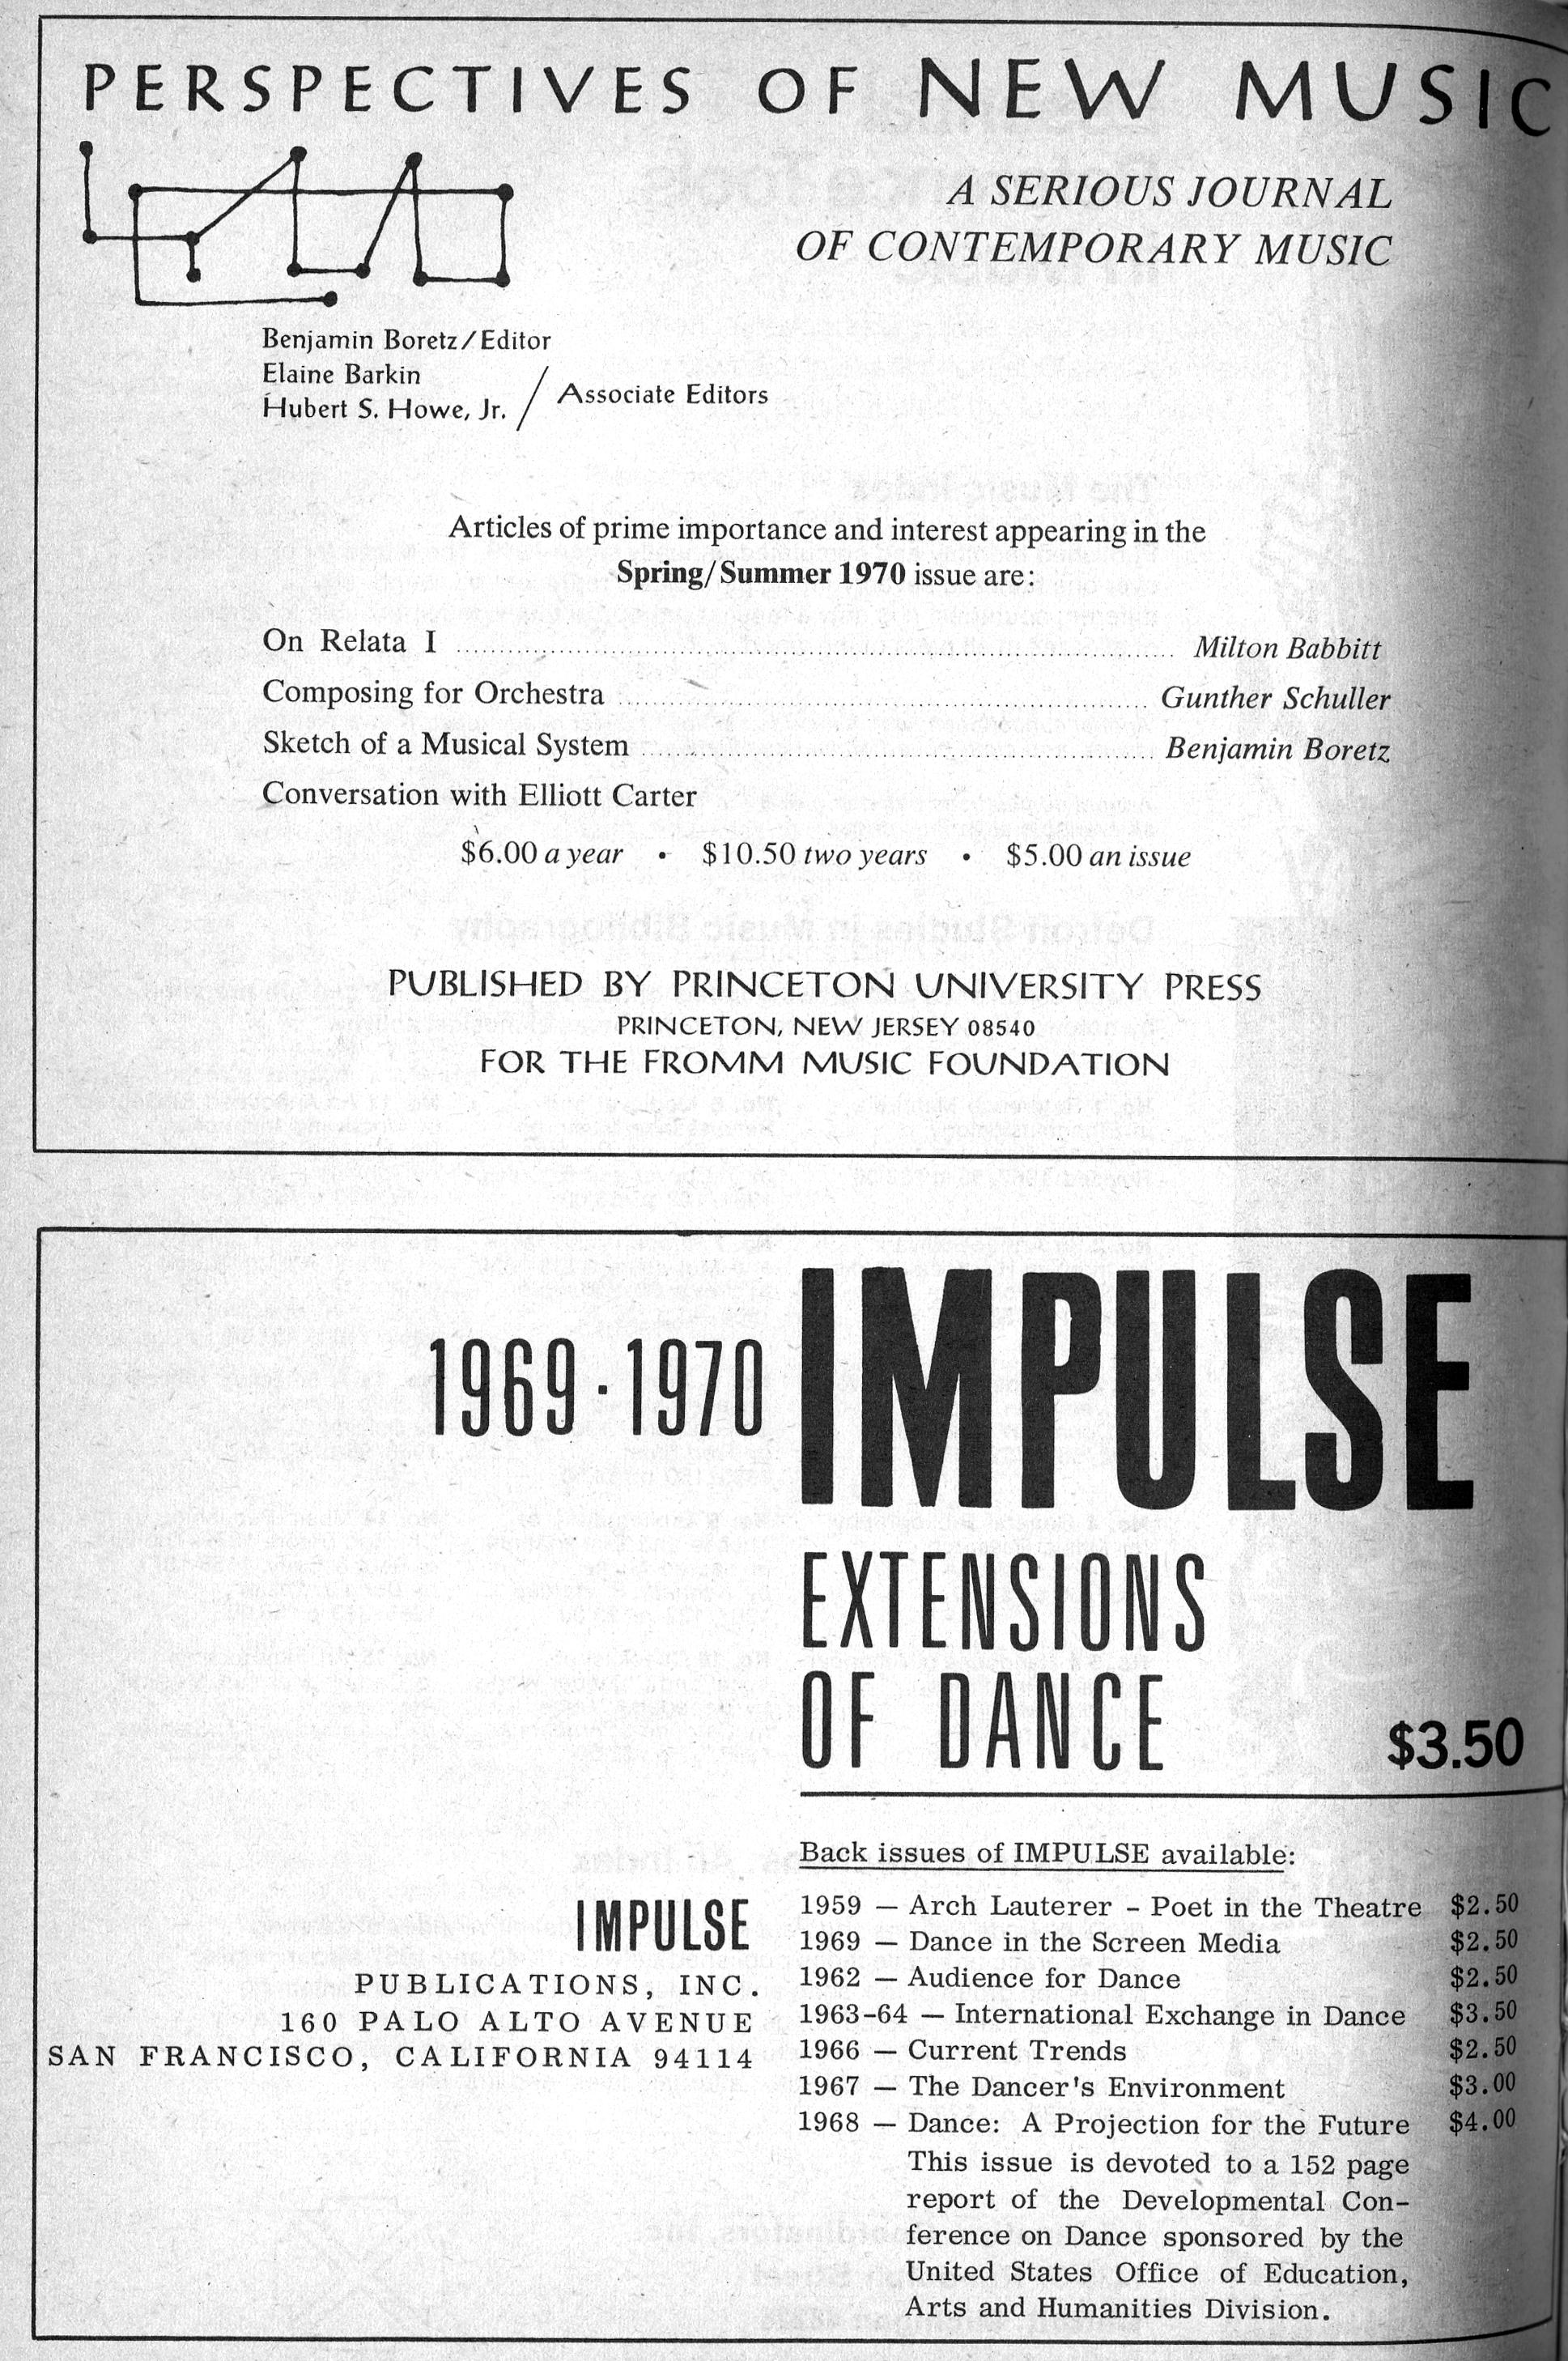 PERSPECTIVES OF NEW MUSIC
A SERIOUS JOURNAL
OF CONTEMPORARY MUSIC
Benjamin Boretz/Editor
Elaine Barkin
Hubert S. Howe, Jr. / Associate Editors
Articles of prime importance and interest appearing in the
Spring/Summer 1970 issue are:
On Relata I ........ Milton Babbitt
Composing for Orchestra ........ Gunther Schuller
Sketch of a Musical System ........ Benjamin Boretz
Conversation with Elliott Carter
$6.00 a year • $10.50 two years • $5.00 an issue
PUBLISHED BY PRINCETON UNIVERSITY PRESS
PRINCETON, NEW JERSEY 08540
FOR THE FROMM MUSIC FOUNDATION
1969·1970 IMPULSE
EXTENSIONS
OF DANCE
$3.50
IMPULSE
PUBLICATIONS, INC.
160 PALO ALTO AVENUE
SAN FRANCISCO, CALIFORNIA 94114
Back issues of IMPULSE available:
1959 — Arch Lauterer – Poet in the Theatre $2.50
1969 — Dance in the Screen Media $2.50
1962 — Audience for Dance $2.50
1963-64 — International Exchange in Dance $3.50
1966 — Current Trends $2.50
1967 — The Dancer's Environment $3.00
1968 — Dance: A Projection for the Future $4.00
This issue is devoted to a 152 page
report of the Developmental Con-
ference on Dance sponsored by the
United States Office of Education,
Arts and Humanities Division.